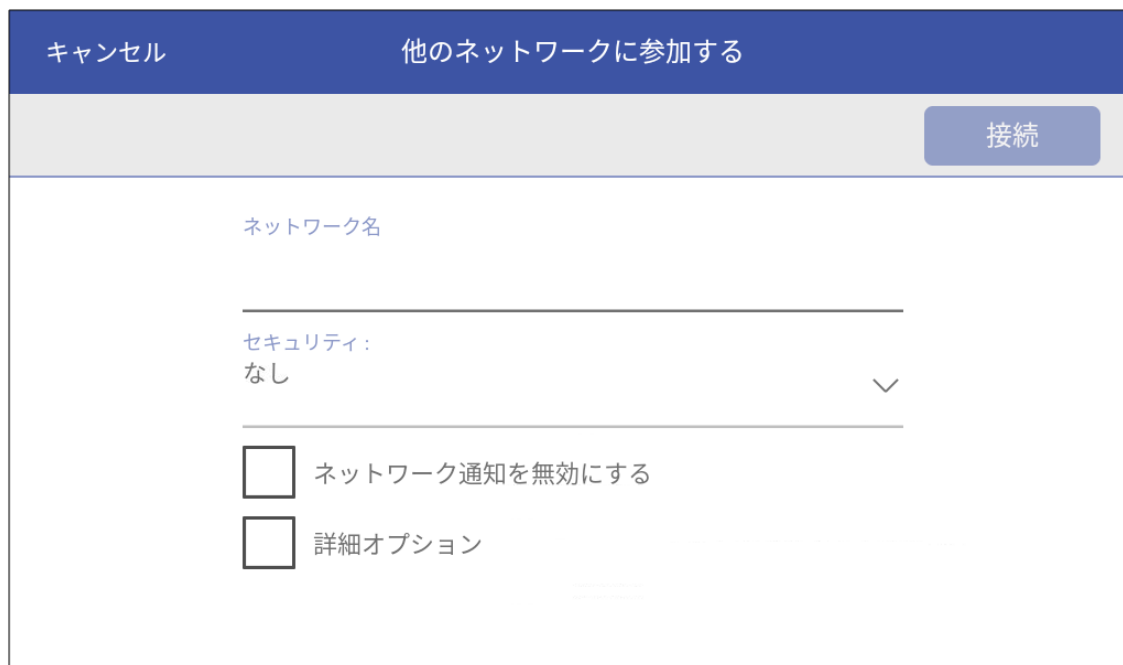 キャンセル
他のネットワークに参加する
接続
ネットワーク名
セキュリティ:
なし
ネットワーク通知を無効にする
詳細オプション